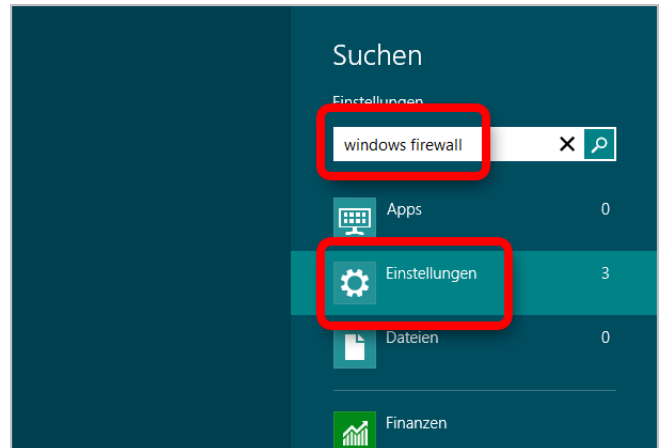 Suchen
Einstellungen
windows firewall
Apps 0
Einstellungen 3
Dateien 0
Finanzen